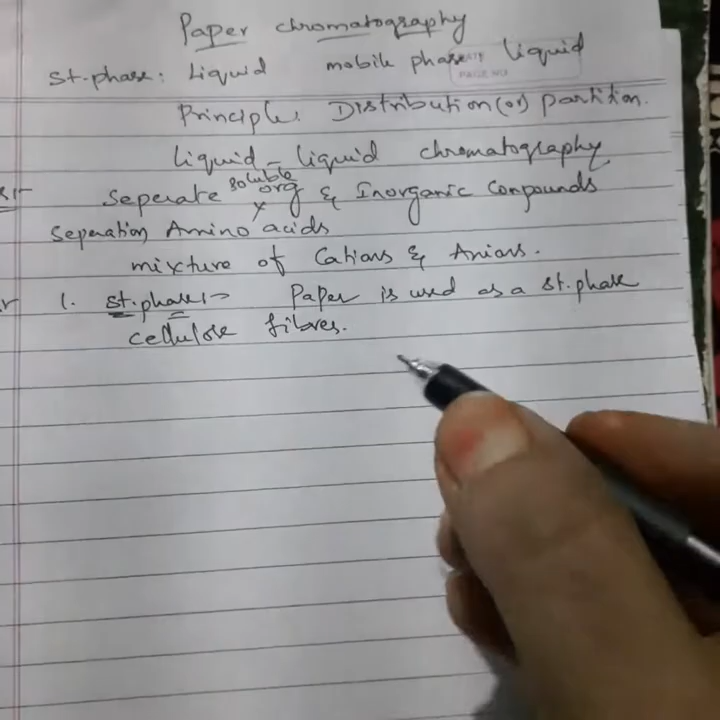 Paper chromatography
St.phase: Liquid mobile phase liquid
PAGE NO
Principle: Distribution (or) partition.
Liquid - liquid chromatography
soluble
Seperate org & Inorganic Compounds
Separation Amino acids
mixture of Cations & Anions.
1. St.phase:- Paper is used as a st.phase
cellulose fibres.